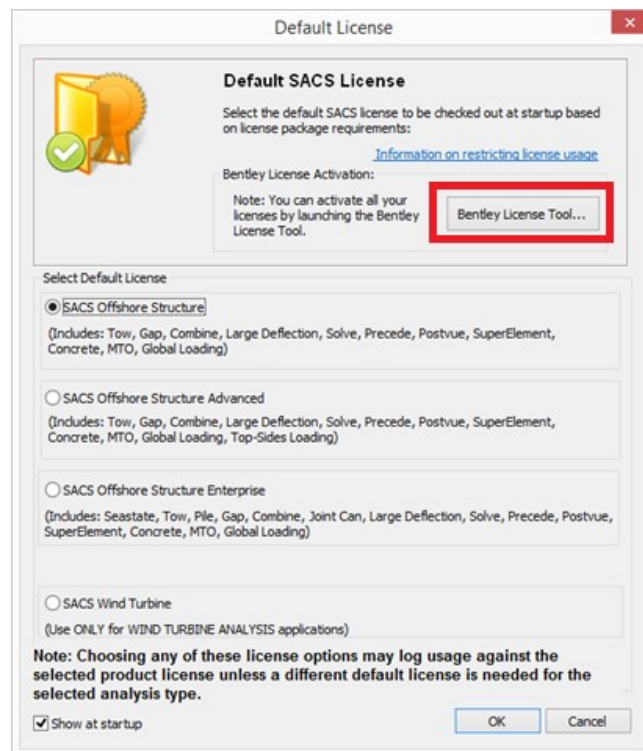 Default License
Default SACS License
Select the default SACS license to be checked out at startup based
on license package requirements:
Information on restricting license usage
Bentley License Activation:
Note: You can activate all your
licenses by launching the Bentley
License Tool.
Bentley License Tool...
Select Default License
SACS Offshore Structure
(Includes: Tow, Gap, Combine, Large Deflection, Solve, Precede, Postvue, SuperElement,
Concrete, MTO, Global Loading)
SACS Offshore Structure Advanced
(Includes: Tow, Gap, Combine, Large Deflection, Solve, Precede, Postvue, SuperElement,
Concrete, MTO, Global Loading, Top-Sides Loading)
SACS Offshore Structure Enterprise
(Includes: Seastate, Tow, Pile, Gap, Combine, Joint Can, Large Deflection, Solve, Precede, Postvue,
SuperElement, Concrete, MTO, Global Loading)
SACS Wind Turbine
(Use ONLY for WIND TURBINE ANALYSIS applications)
Note: Choosing any of these license options may log usage against the
selected product license unless a different default license is needed for the
selected analysis type.
Show at startup
OK
Cancel